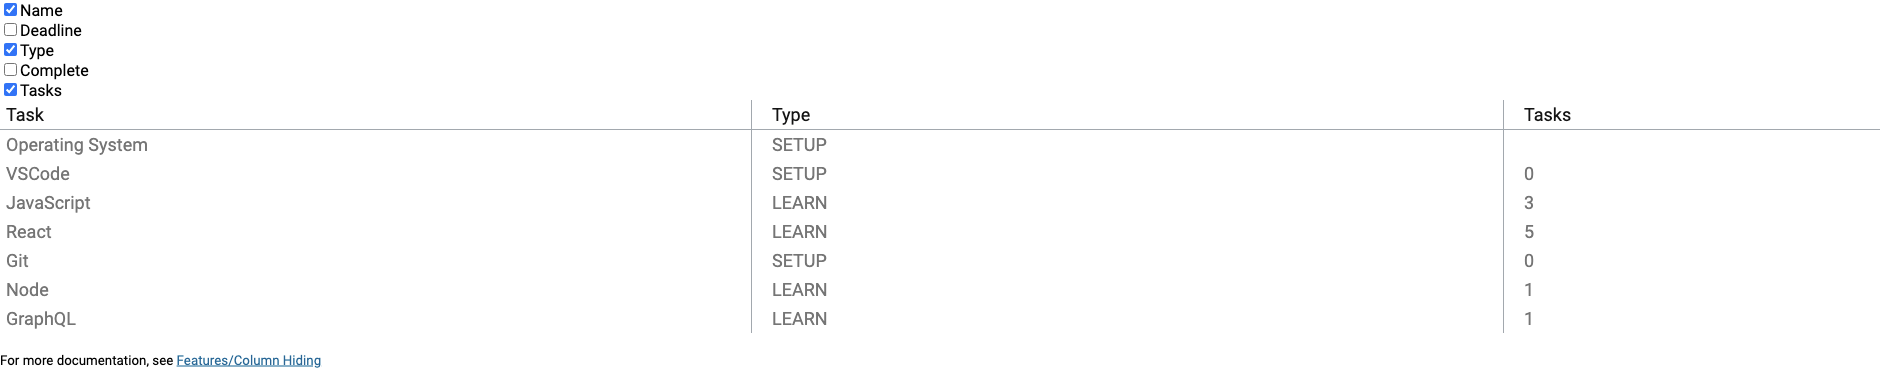 Name
Deadline
Type
Complete
Tasks
Task Type Tasks
Operating System SETUP
VSCode SETUP 0
JavaScript LEARN 3
React LEARN 5
Git SETUP 0
Node LEARN 1
GraphQL LEARN 1
For more documentation, see Features/Column Hiding